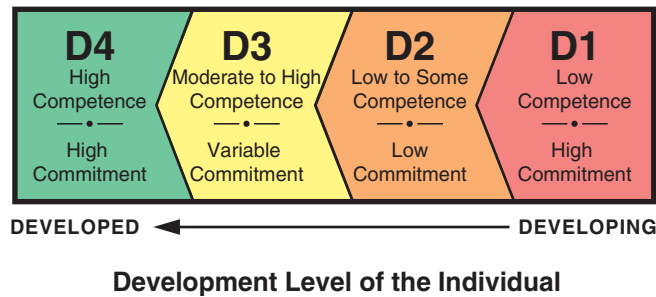 D4
High
Competence
High
Commitment
D3
Moderate to High
Competence
Variable
Commitment
D2
Low to Some
Competence
Low
Commitment
D1
Low
Competence
High
Commitment
DEVELOPED
DEVELOPING
Development Level of the Individual